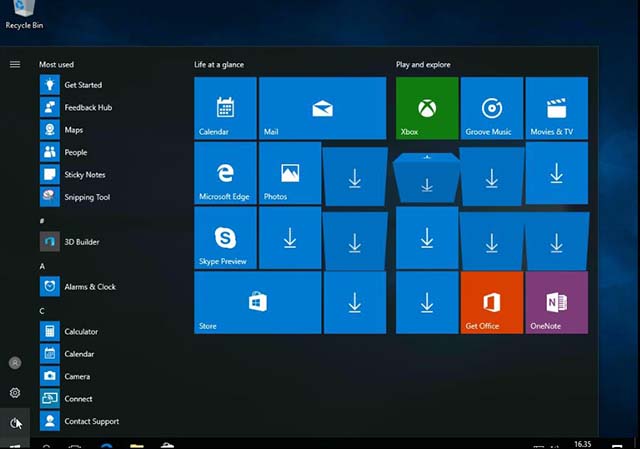 Recycle Bin
Most used
Get Started
Feedback Hub
Maps
People
Sticky Notes
Snipping Tool
#
3D Builder
A
Alarms & Clock
C
Calculator
Calendar
Camera
Connect
Contact Support
Life at a glance
Calendar
Mail
Microsoft Edge
Photos
Skype Preview
Store
Play and explore
Xbox
Groove Music
Movies & TV
Get Office
OneNote
16.35